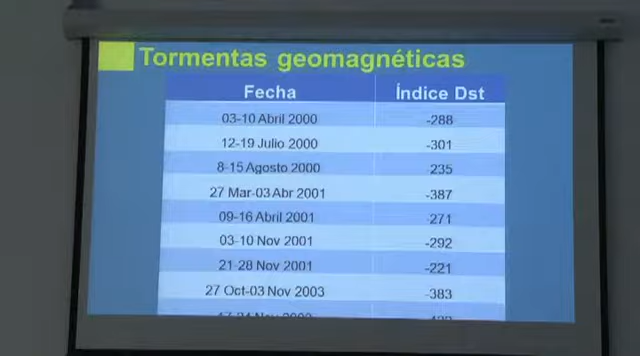 Tormentas geomagnéticas
Fecha Índice Dst
03-10 Abril 2000 -288
12-19 Julio 2000 -301
8-15 Agosto 2000 235
27 Mar-03 Abr 2001 -387
09-16 Abril 2001 271
03-10 Nov 2001 -292
21-28 Nov 2001 -221
27 Oct-03 Nov 2003 -383